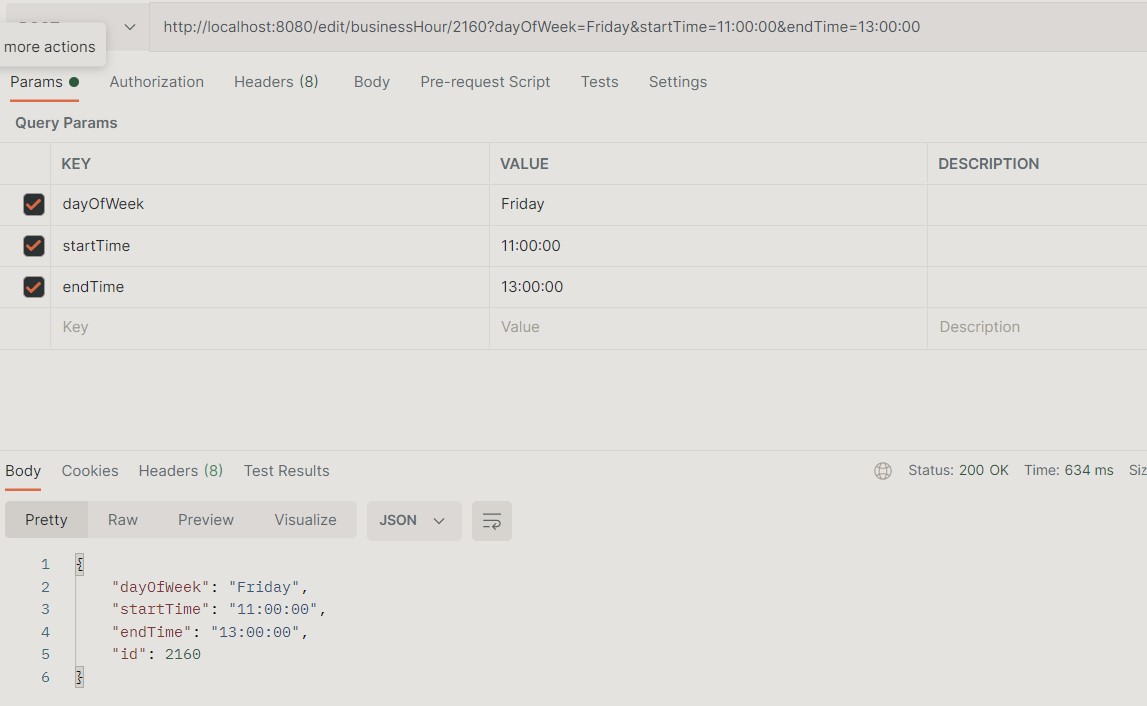 http://localhost:8080/edit/businessHour/2160?dayOfWeek=Friday&startTime=11:00:00&endTime=13:00:00
more actions
Params Authorization Headers (8) Body Pre-request Script Tests Settings
Query Params
KEY VALUE DESCRIPTION
dayOfWeek Friday
startTime 11:00:00
endTime 13:00:00
Key Value Description
Body Cookies Headers (8) Test Results Status: 200 OK Time: 634 ms Siz
Pretty Raw Preview Visualize JSON
1 {
2 "dayOfWeek": "Friday",
3 "startTime": "11:00:00",
4 "endTime": "13:00:00",
5 "id": 2160
6 }